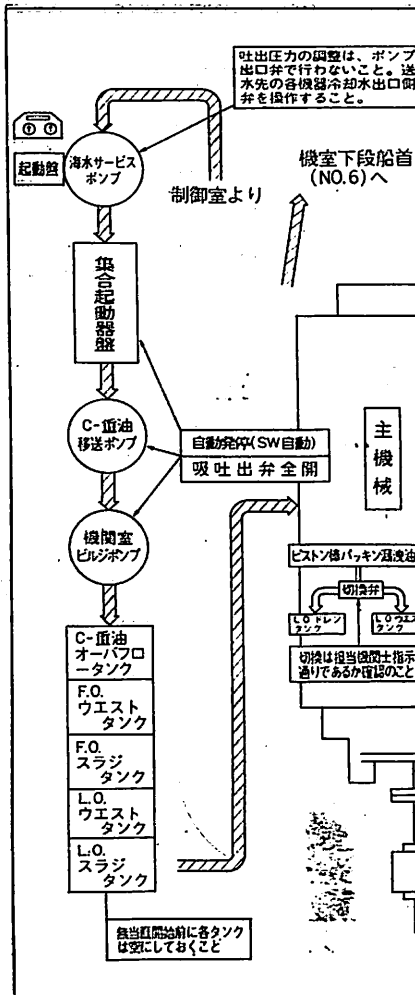 吐出圧力の調整は、ポンプ
出口弁で行わないこと。送
水先の各機器冷却水出口側
弁を操作すること。
起動盤
海水サービス
ポンプ
制御室より
機室下段船首
(NO.6)へ
集合起動器盤
C-重油
移送ポンプ
自動発停(SW自動)
吸吐出弁全開
主機械
機関室
ビルジポンプ
ピストン棒パッキン漏洩油
切換弁
L.O.ドレン
タンク
L.O.ウエス
タンク
切換は担当機関士指示
通りであるか確認のこと
C-重油
オーバフロ
ータンク
F.O.
ウエスト
タンク
F.O.
スラジ
タンク
L.O.
ウエスト
タンク
L.O.
スラジ
タンク
無当直開始前に各タンク
は空にしておくこと